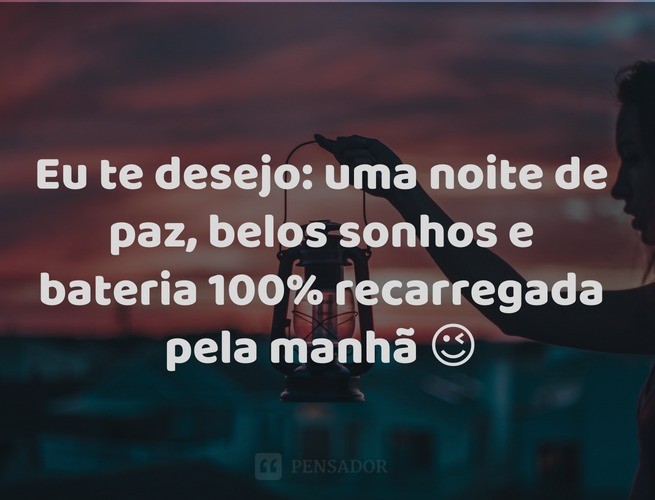 Eu te desejo: uma noite de
paz, belos sonhos e
bateria 100% recarregada
pela manhã 😉
PENSADOR